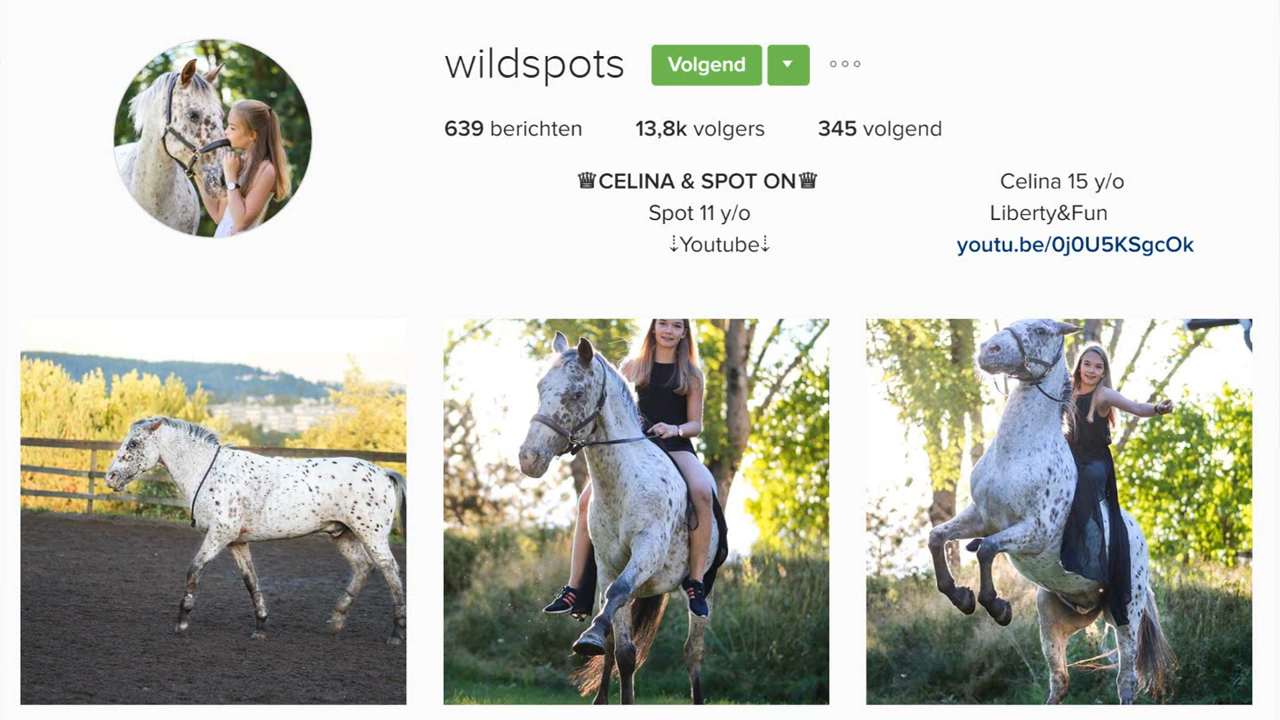 wildspots Volgend
639 berichten 13,8k volgers 345 volgend
♛CELINA & SPOT ON♛ Celina 15 y/o
Spot 11 y/o Liberty&Fun
⇣Youtube⇣ youtu.be/0j0U5KSgcOk